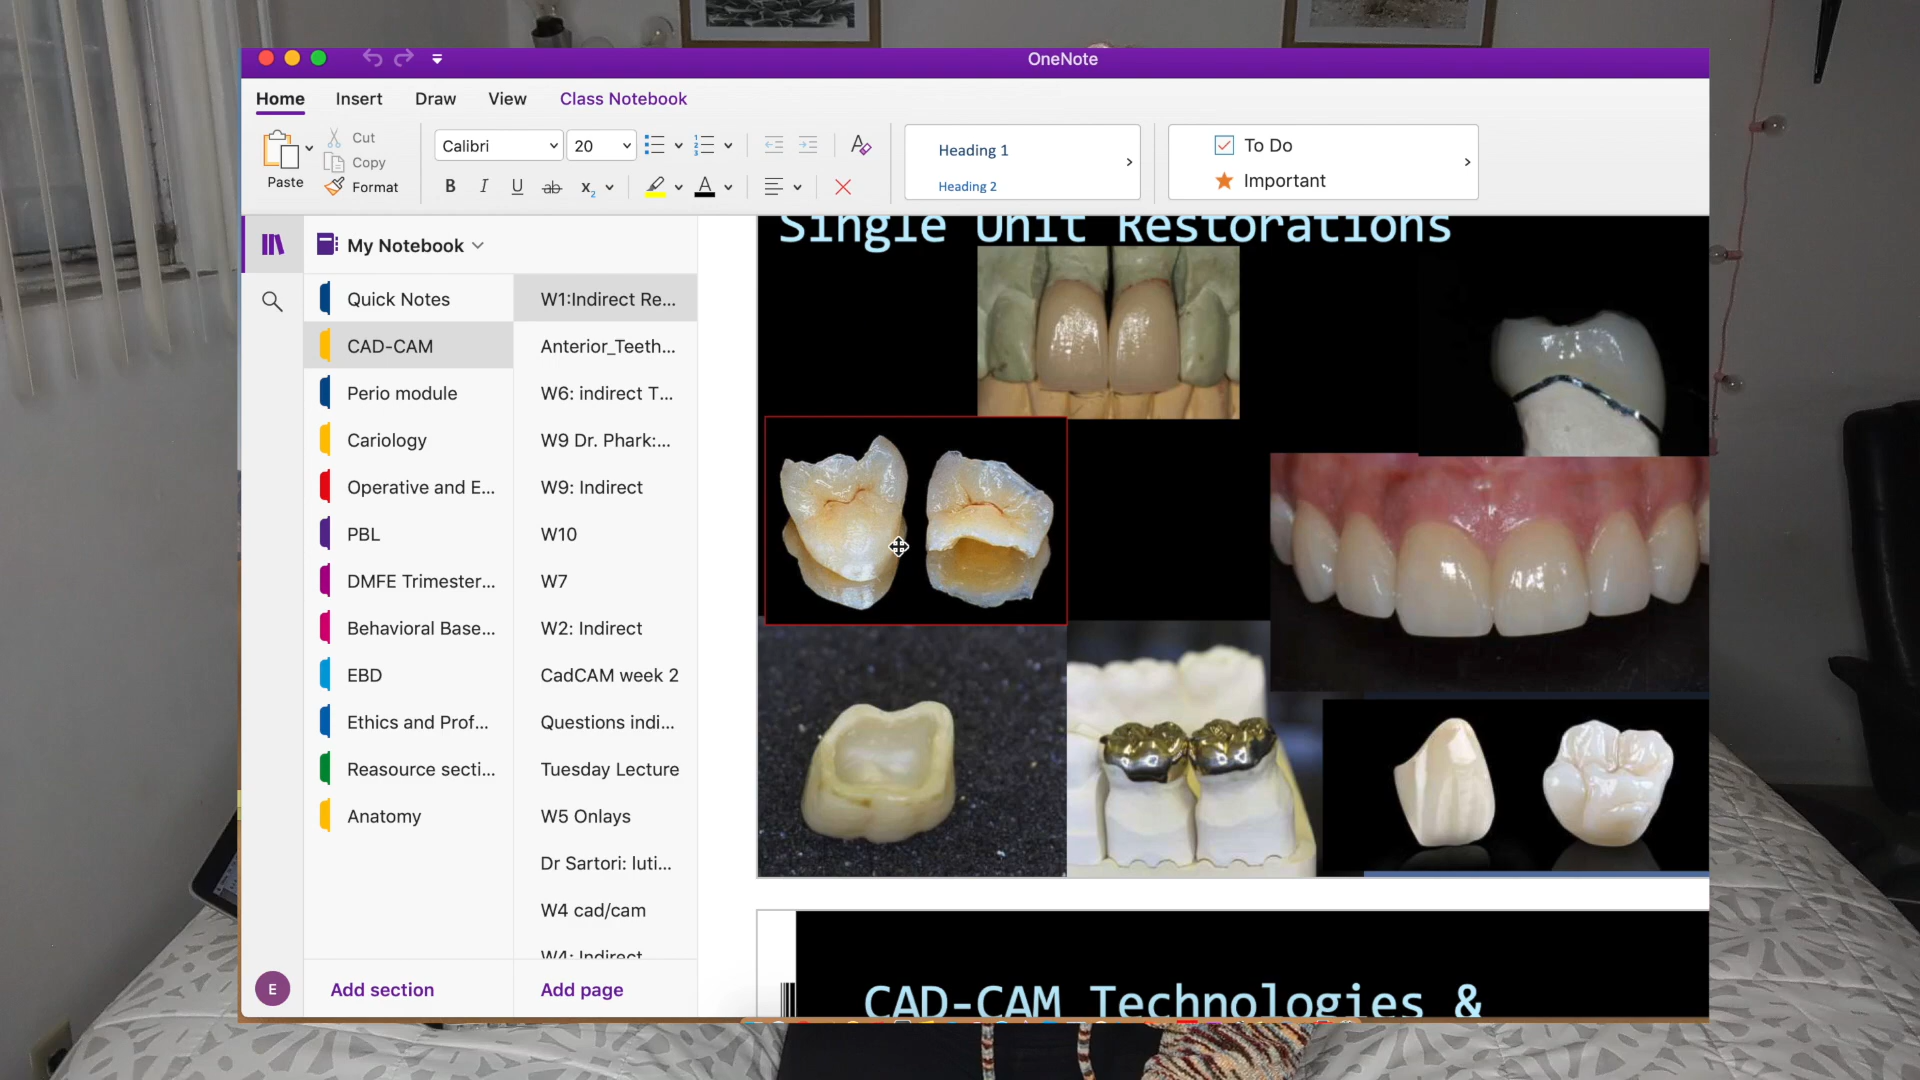 OneNote
Home Insert Draw View Class Notebook
Paste
Cut
Copy
Format
Calibri 20
B I U ab x₂ A
Heading 1
Heading 2
To Do
Important
My Notebook
Quick Notes
CAD-CAM
Perio module
Cariology
Operative and E...
PBL
DMFE Trimester...
Behavioral Base...
EBD
Ethics and Prof...
Reasource secti...
Anatomy
Add section
W1:Indirect Re...
Anterior_Teeth...
W6: indirect T...
W9 Dr. Phark:...
W9: Indirect
W10
W7
W2: Indirect
CadCAM week 2
Questions indi...
Tuesday Lecture
W5 Onlays
Dr Sartori: luti...
W4 cad/cam
W4: Indirect
Add page
E
Single Unit Restorations
CAD-CAM Technologies &